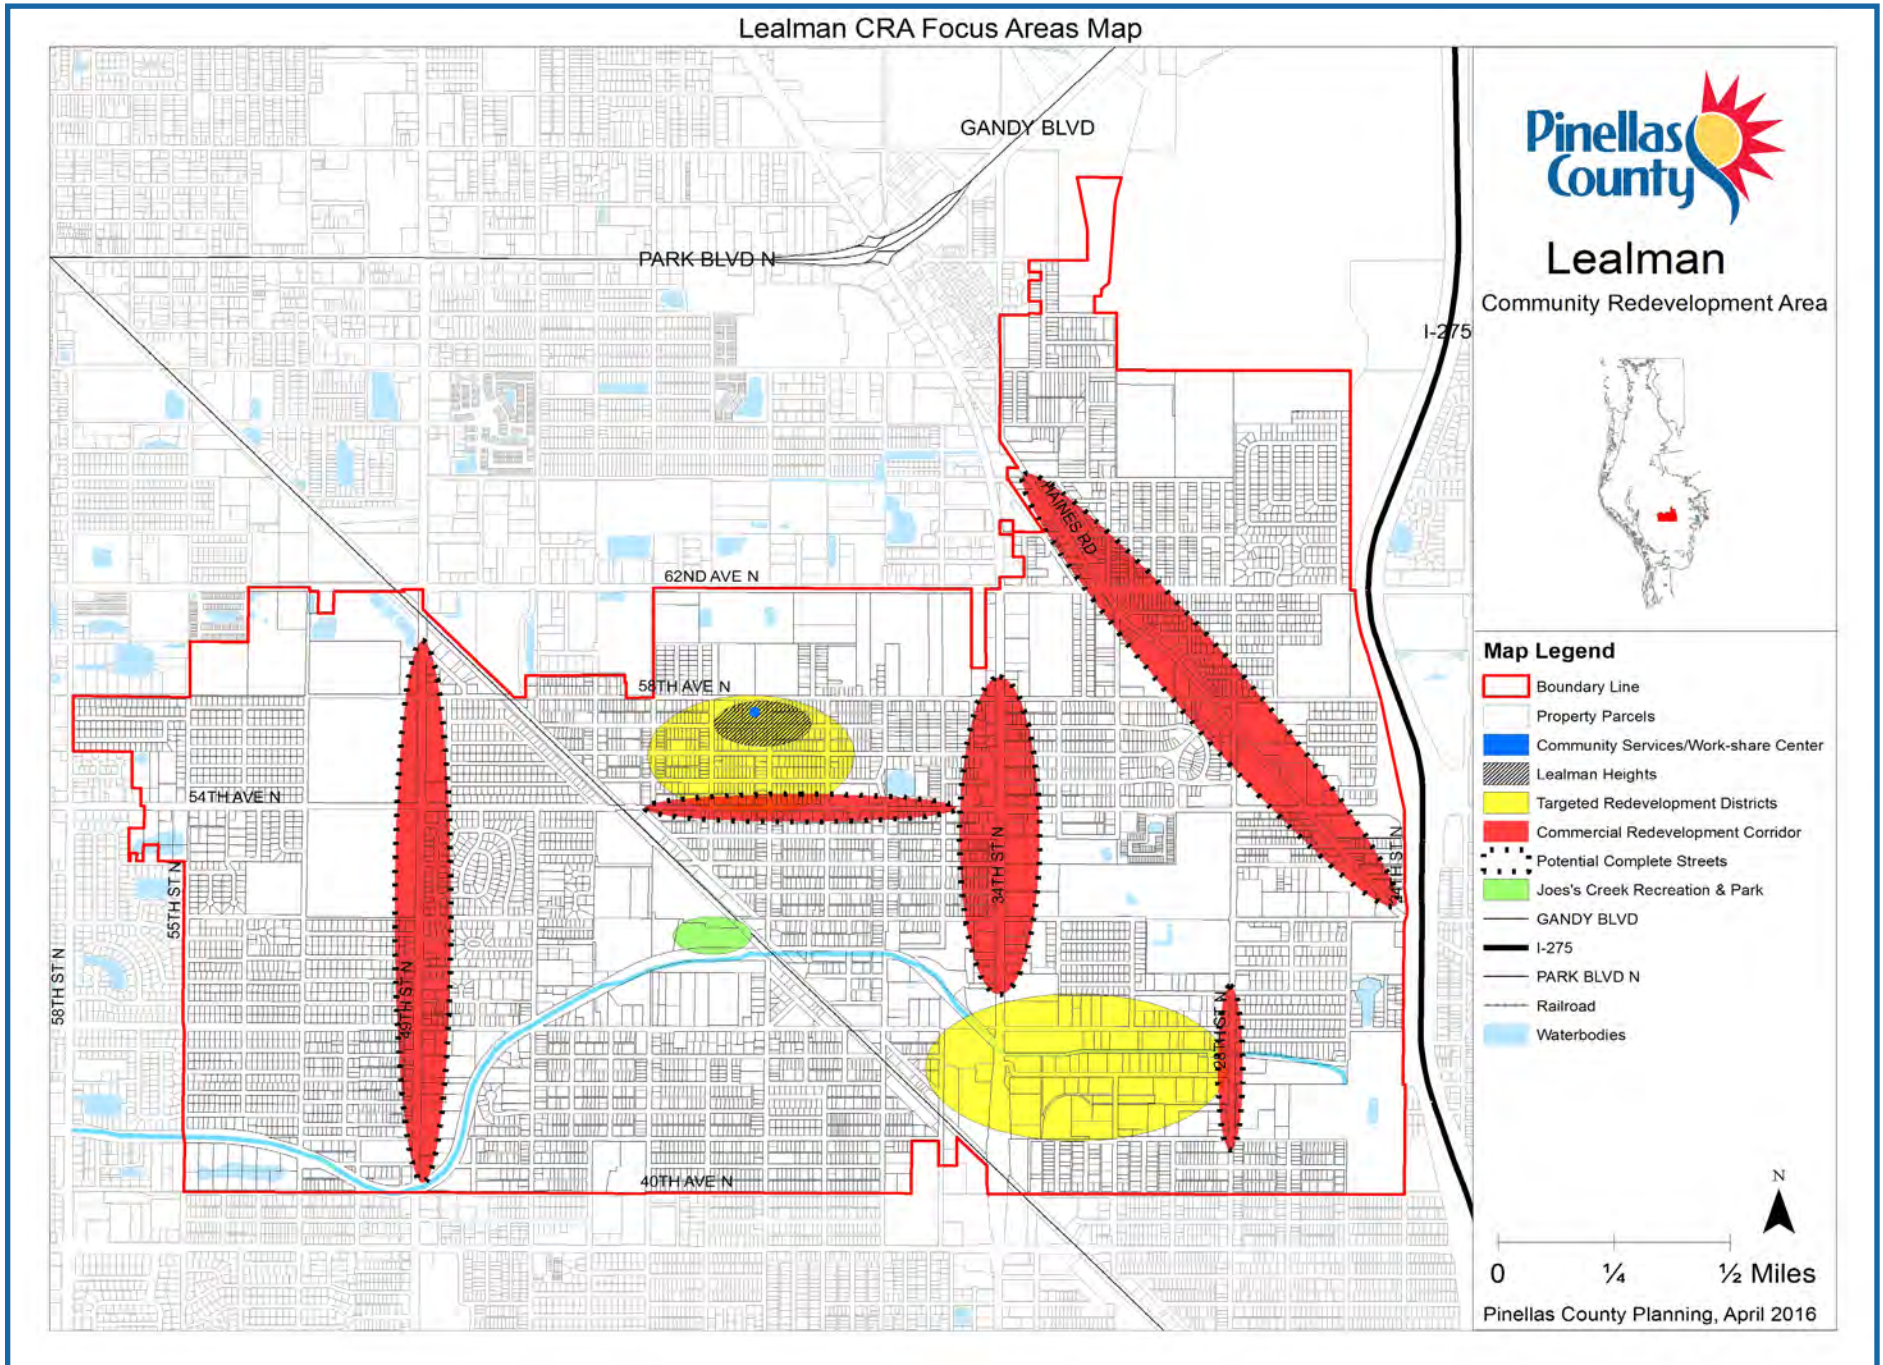 Lealman CRA Focus Areas Map
GANDY BLVD
PARK BLVD N
I-275
HAINES RD
62ND AVE N
58TH AVE N
54TH AVE N
34TH ST N
24TH ST N
55TH ST N
58TH ST N
49TH ST N
28TH ST N
40TH AVE N
Pinellas
County
Lealman
Community Redevelopment Area
Map Legend
Boundary Line
Property Parcels
Community Services/Work-share Center
Lealman Heights
Targeted Redevelopment Districts
Commercial Redevelopment Corridor
Potential Complete Streets
Joes's Creek Recreation & Park
GANDY BLVD
I-275
PARK BLVD N
Railroad
Waterbodies
N
0 ¼ ½ Miles
Pinellas County Planning, April 2016